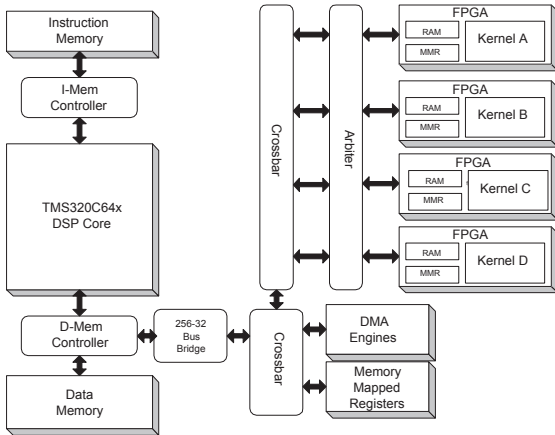 Instruction
Memory
I-Mem
Controller
TMS320C64x
DSP Core
D-Mem
Controller
Data
Memory
256-32
Bus
Bridge
Crossbar
Crossbar
Arbiter
FPGA
RAM
MMR
Kernel A
FPGA
RAM
MMR
Kernel B
FPGA
RAM
MMR
Kernel C
FPGA
RAM
MMR
Kernel D
DMA
Engines
Memory
Mapped
Registers